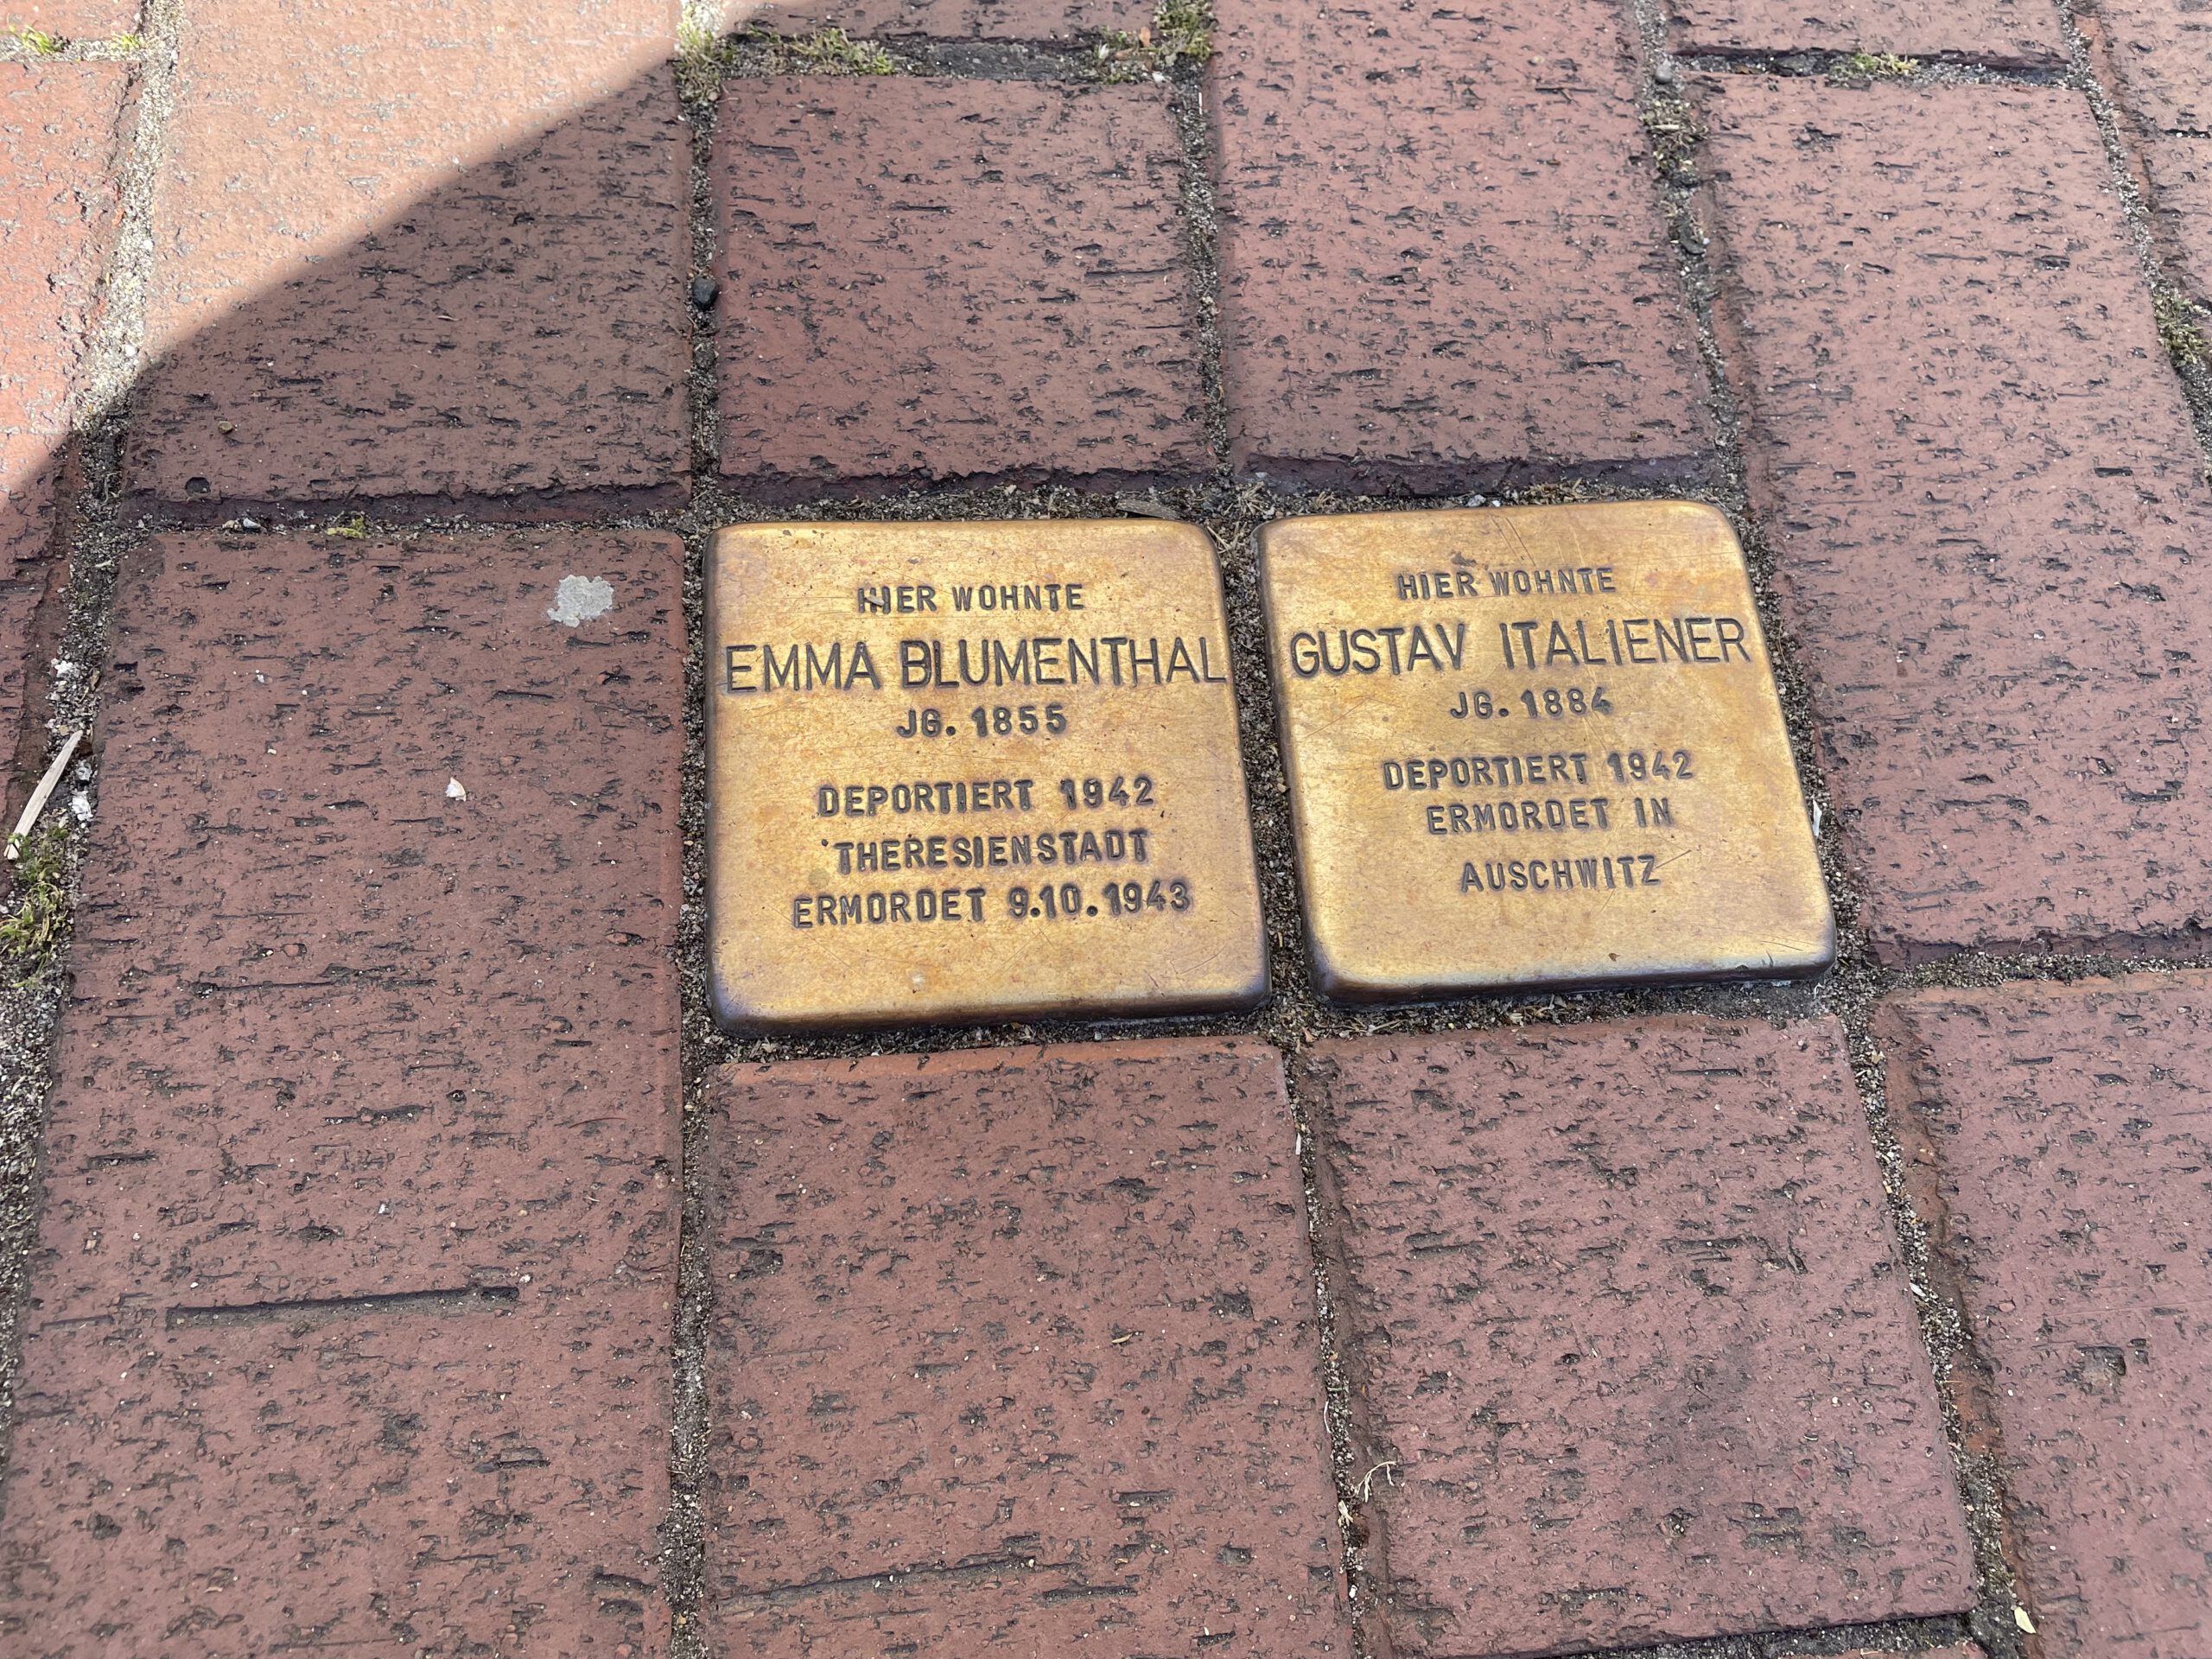 HIER WOHNTE
EMMA BLUMENTHAL
JG. 1855
DEPORTIERT 1942
THERESIENSTADT
ERMORDET 9.10.1943
HIER WOHNTE
GUSTAV ITALIENER
JG. 1884
DEPORTIERT 1942
ERMORDET IN
AUSCHWITZ